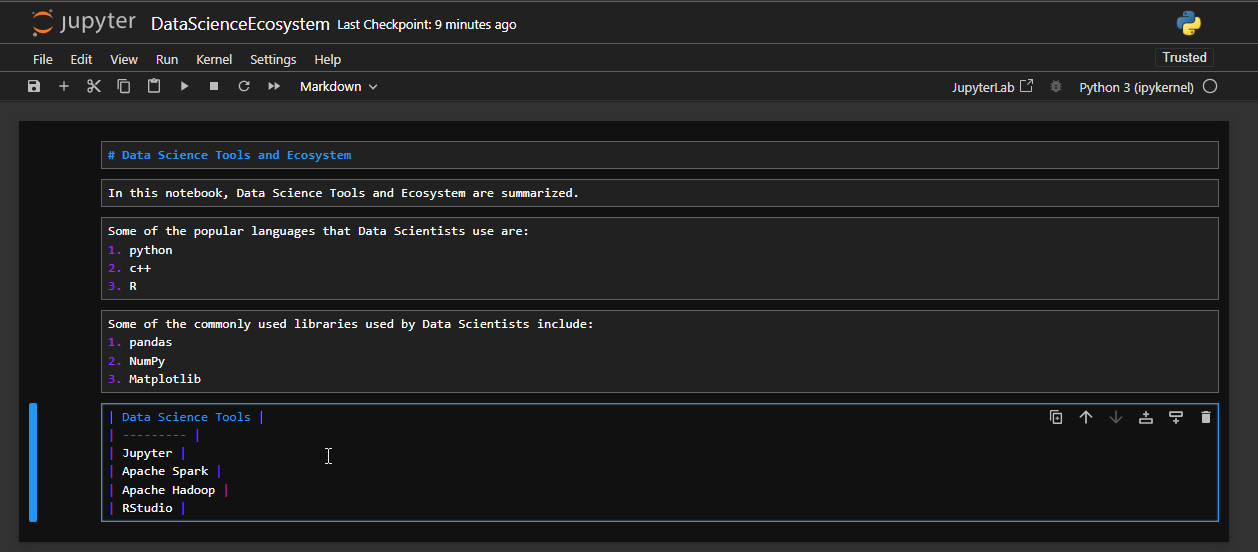 jupyter DataScienceEcosystem Last Checkpoint: 9 minutes ago
File Edit View Run Kernel Settings Help Trusted
Markdown JupyterLab Python 3 (ipykernel)
# Data Science Tools and Ecosystem
In this notebook, Data Science Tools and Ecosystem are summarized.
Some of the popular languages that Data Scientists use are:
1. python
2. c++
3. R
Some of the commonly used libraries used by Data Scientists include:
1. pandas
2. NumPy
3. Matplotlib
| Data Science Tools |
| --------- |
| Jupyter |
| Apache Spark |
| Apache Hadoop |
| RStudio |